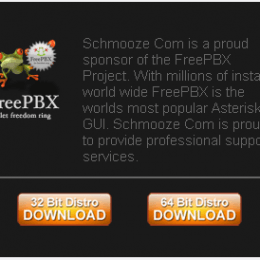 Schmooze Com is a proud
sponsor of the FreePBX
Project. With millions of insta
world wide FreePBX is the
worlds most popular Asterisk
GUI. Schmooze Com is prou
to provide professional suppo
services.
FreePBX
reePBX
let freedom ring
32 Bit Distro
DOWNLOAD
64 Bit Distro
DOWNLOAD